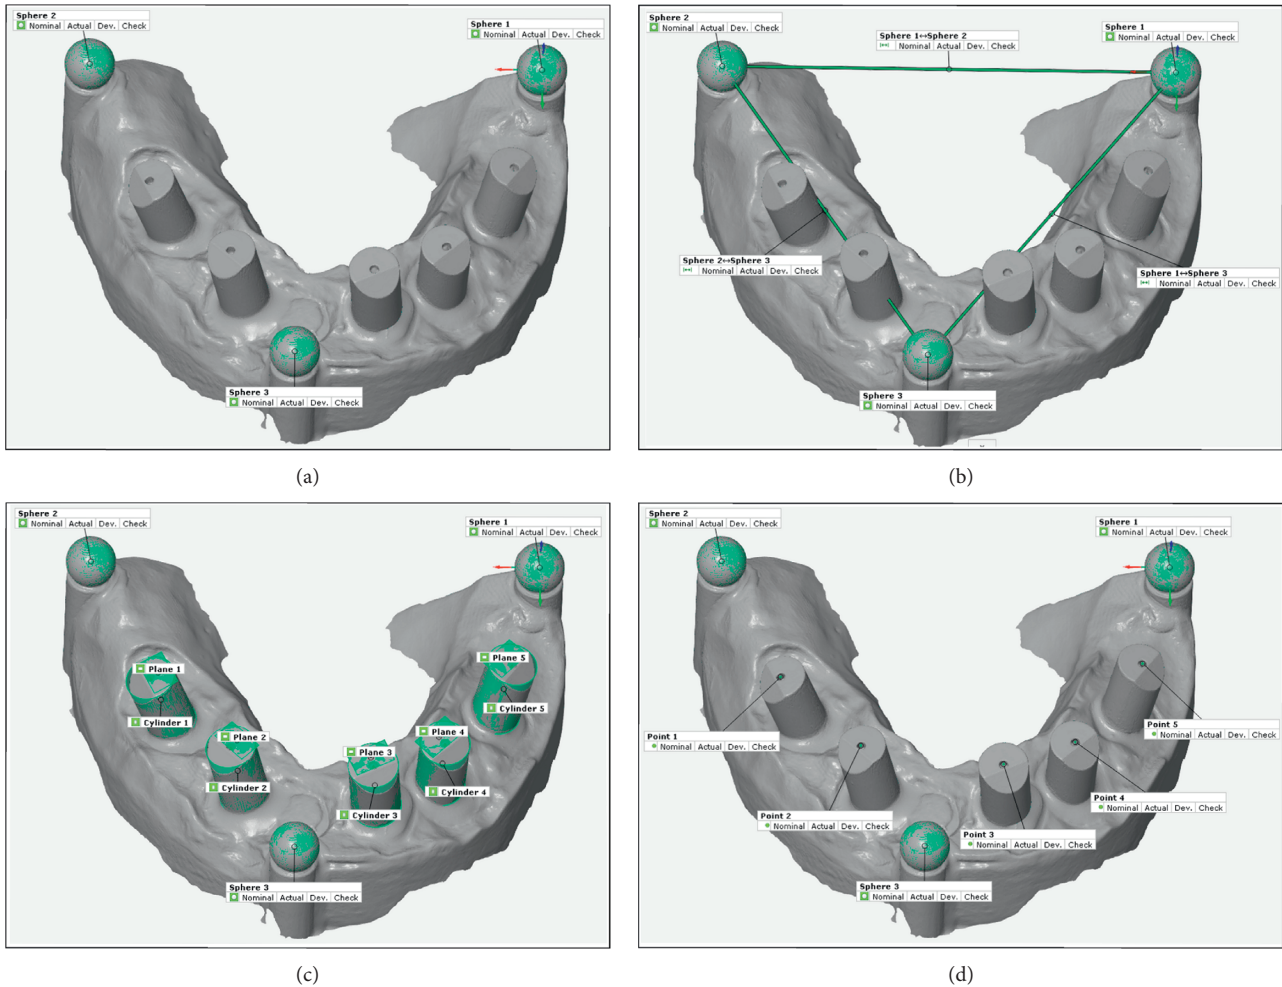 Sphere 2
Nominal Actual Dev. Check
Sphere 1
Nominal Actual Dev. Check
Sphere 3
Nominal Actual Dev. Check
(a)
Sphere 2
Nominal Actual Dev. Check
Sphere 1↔Sphere 2
Nominal Actual Dev. Check
Sphere 1
Nominal Actual Dev. Check
Sphere 2↔Sphere 3
Nominal Actual Dev. Check
Sphere 1↔Sphere 3
Nominal Actual Dev. Check
Sphere 3
Nominal Actual Dev. Check
(b)
Sphere 2
Nominal Actual Dev. Check
Sphere 1
Nominal Actual Dev. Check
Plane 1
Plane 5
Cylinder 1
Cylinder 5
Plane 2
Plane 4
Plane 3
Cylinder 2
Cylinder 4
Cylinder 3
Sphere 3
Nominal Actual Dev. Check
(c)
Sphere 2
Nominal Actual Dev. Check
Sphere 1
Nominal Actual Dev. Check
Point 1
Nominal Actual Dev. Check
Point 5
Nominal Actual Dev. Check
Point 4
Nominal Actual Dev. Check
Point 2
Nominal Actual Dev. Check
Point 3
Nominal Actual Dev. Check
Sphere 3
Nominal Actual Dev. Check
(d)